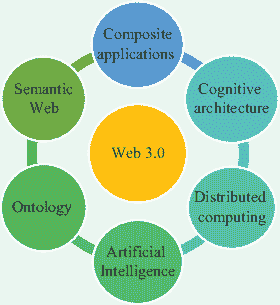 Composite
applications
Cognitive
architecture
Distributed
computing
Artificial
Intelligence
Ontology
Semantic
Web
Web 3.0